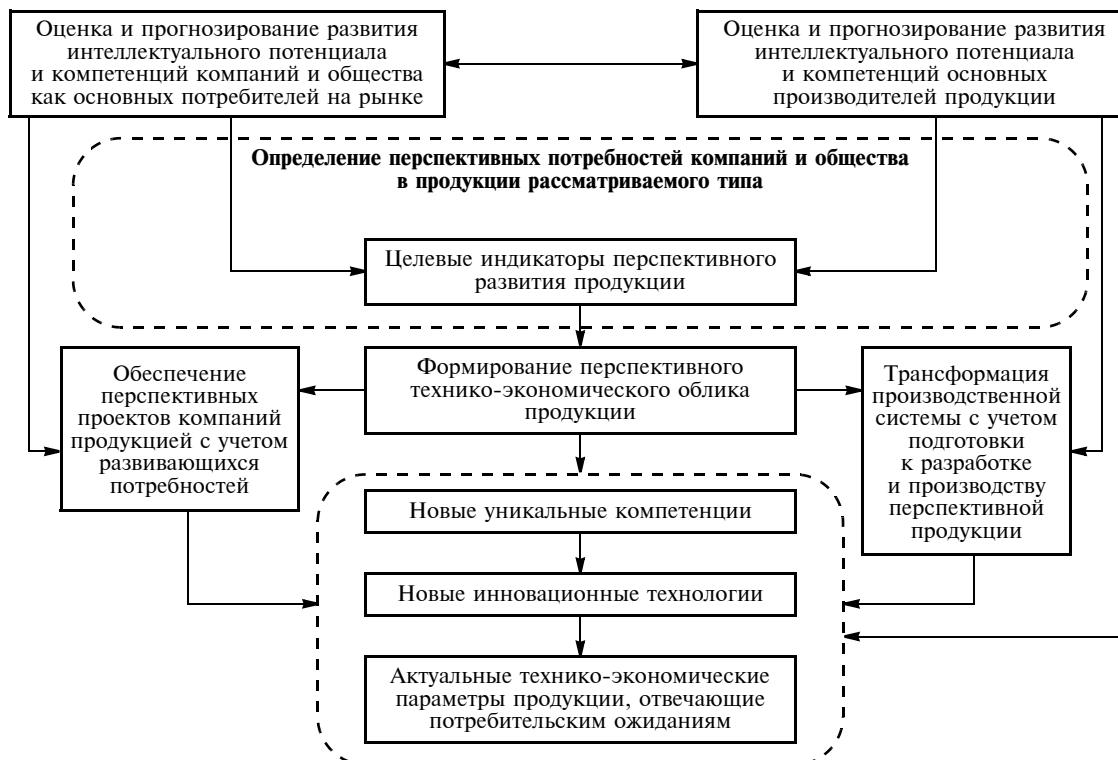 Оценка и прогнозирование развития
интеллектуального потенциала
и компетенций компаний и общества
как основных потребителей на рынке
Оценка и прогнозирование развития
интеллектуального потенциала
и компетенций основных
производителей продукции
Определение перспективных потребностей компаний и общества
в продукции рассматриваемого типа
Целевые индикаторы перспективного
развития продукции
Обеспечение
перспективных
проектов компаний
продукцией с учетом
развивающихся
потребностей
Формирование перспективного
технико-экономического облика
продукции
Трансформация
производственной
системы с учетом
подготовки
к разработке
и производству
перспективной
продукции
Новые уникальные компетенции
Новые инновационные технологии
Актуальные технико-экономические
параметры продукции, отвечающие
потребительским ожиданиям